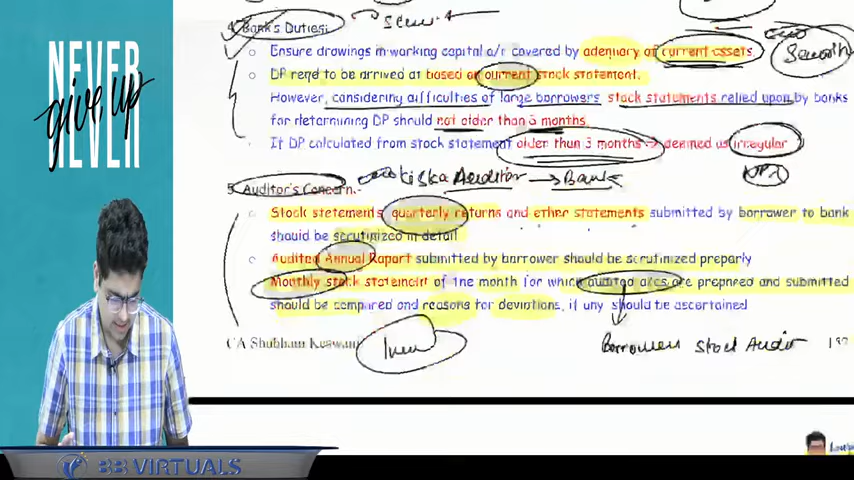 NEVER
give up
NEVER
4. Bank's Duties:
Ensure drawings in working capital a/c covered by adequacy of current assets.
Security
DP reqd to be arrived at based on current stock statement.
However, considering difficulties of large borrowers stock statements relied upon by banks
for determining DP should not older than 3 months.
If DP calculated from stock statement older than 3 months → deemed as irregular
NPA
kiska Auditor → Bank
5. Auditor's Concern:-
Stock statements quarterly returns and other statements submitted by borrower to bank
should be scrutinized in detail
Audited Annual Report submitted by borrower should be scrutinized properly
Monthly stock statement of the month for which audited accs are prepared and submitted
should be compared and reasons for deviations, if any should be ascertained
CA Shubham Keswani
Borrowers Stock Audit
BB VIRTUALS